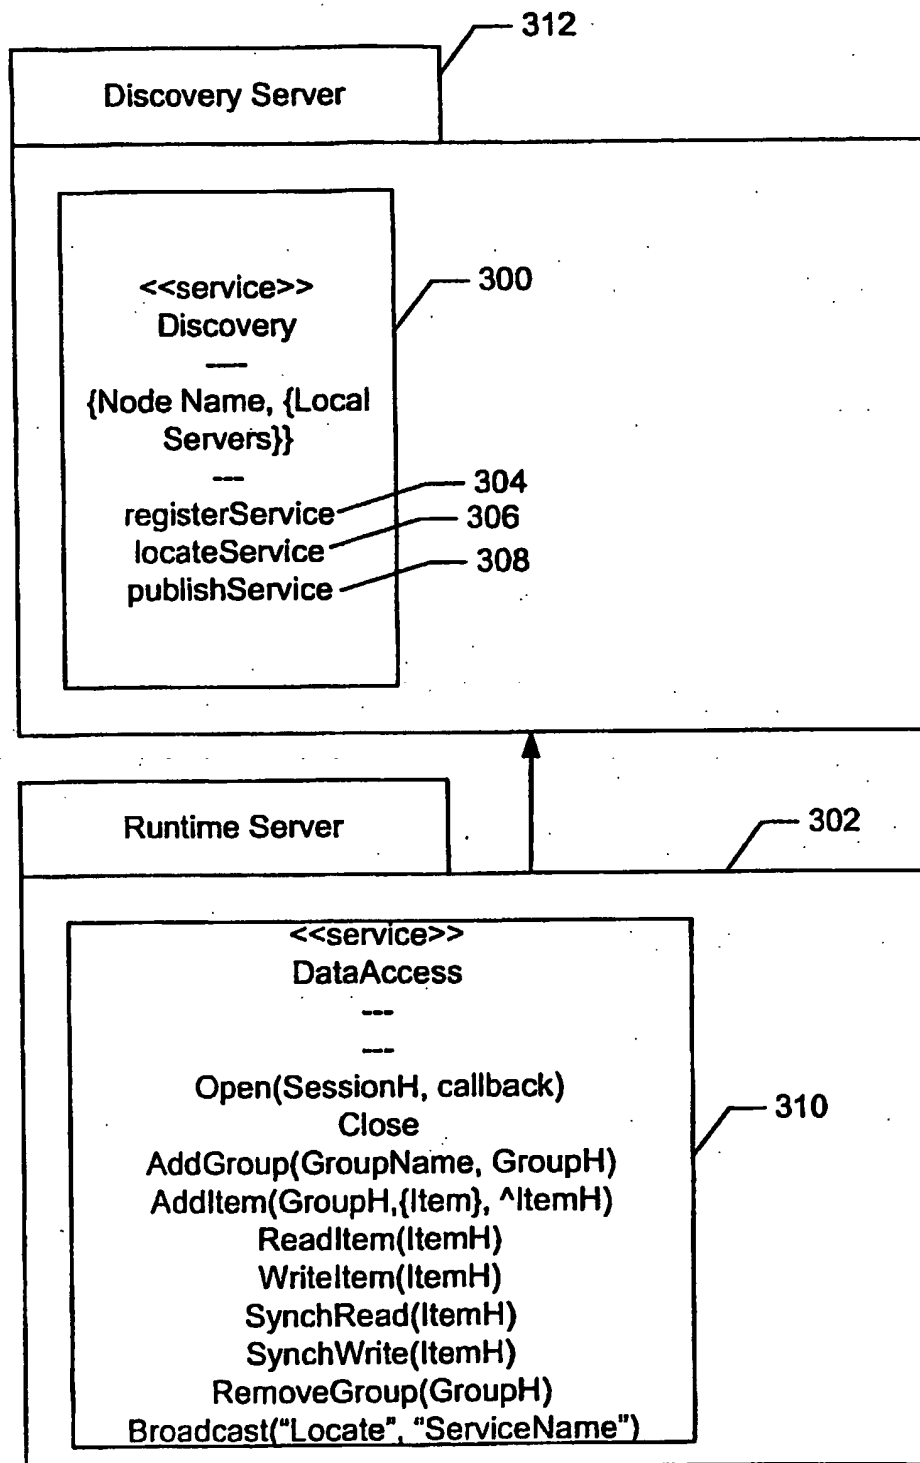 312
Discovery Server
<<service>>
300
Discovery
----
{Node Name, {Local
Servers}}
---
registerService
304
locateService
306
publishService
308
Runtime Server
302
<<service>>
DataAccess
---
---
Open(SessionH, callback)
310
Close
AddGroup(GroupName, GroupH)
AddItem(GroupH,{Item}, ^ItemH)
ReadItem(ItemH)
WriteItem(ItemH)
SynchRead(ItemH)
SynchWrite(ItemH)
RemoveGroup(GroupH)
Broadcast("Locate", "ServiceName")